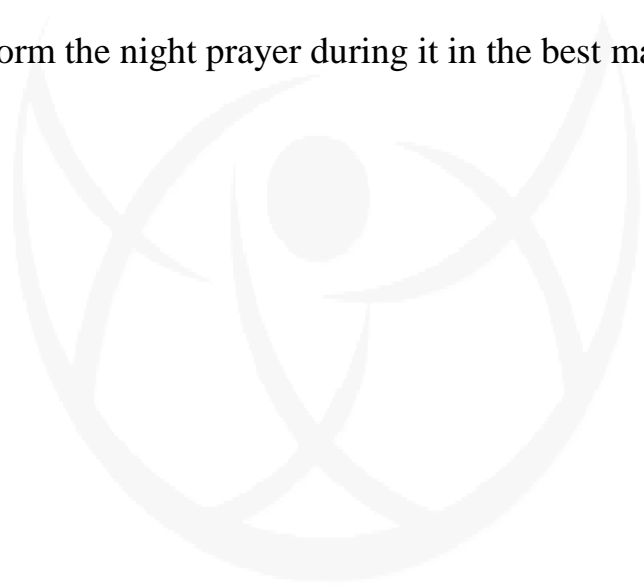 orm the night prayer during it in the best ma